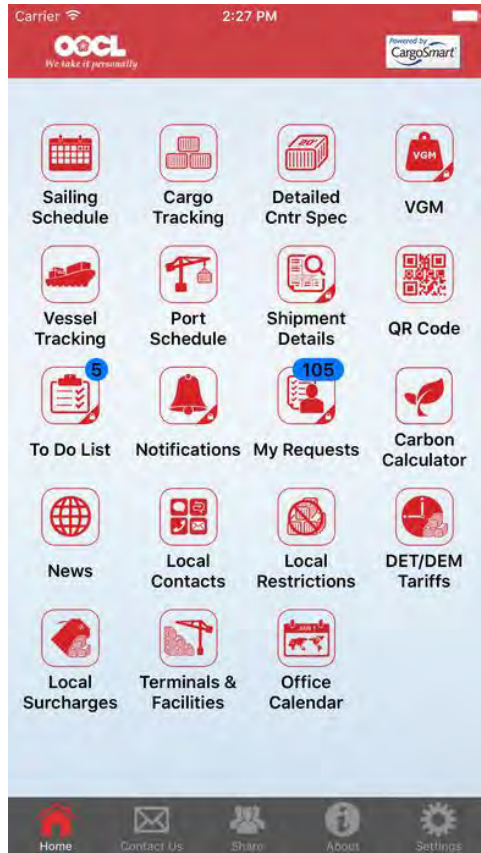 Carrier 2:27 PM
OOCL
We take it personally
Powered by
CargoSmart
20'
VGM
Sailing
Schedule
Cargo
Tracking
Detailed
Cntr Spec
VGM
Vessel
Tracking
Port
Schedule
Shipment
Details
QR Code
5
105
To Do List
Notifications
My Requests
Carbon
Calculator
News
Local
Contacts
Local
Restrictions
DET/DEM
Tariffs
JAN 1
Local
Surcharges
Terminals &
Facilities
Office
Calendar
Home
Contact Us
Share
About
Settings